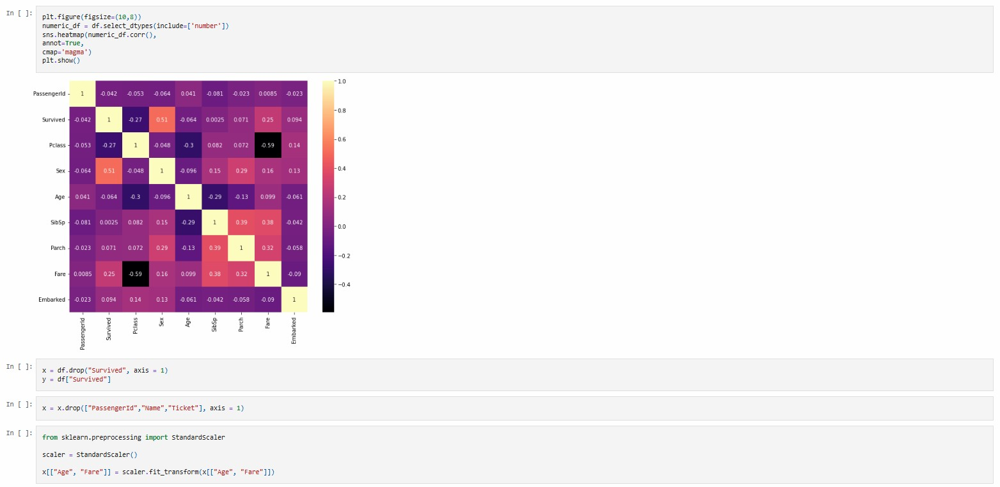 In [ ]:
plt.figure(figsize=(10,8))
numeric_df = df.select_dtypes(include=['number'])
sns.heatmap(numeric_df.corr(),
annot=True,
cmap='magma')
plt.show()
PassengerId 1 -0.042 -0.053 -0.064 0.041 -0.081 -0.023 0.0085 -0.023
Survived -0.042 1 -0.27 0.51 -0.064 0.0025 0.071 0.25 0.094
Pclass -0.053 -0.27 1 -0.048 -0.3 0.082 0.072 -0.59 0.14
Sex -0.064 0.51 -0.048 1 -0.096 0.15 0.29 0.16 0.13
Age 0.041 -0.064 -0.3 -0.096 1 -0.29 -0.13 0.099 -0.061
SibSp -0.081 0.0025 0.082 0.15 -0.29 1 0.39 0.38 -0.042
Parch -0.023 0.071 0.072 0.29 -0.13 0.39 1 0.32 -0.058
Fare 0.0085 0.25 -0.59 0.16 0.099 0.38 0.32 1 -0.09
Embarked -0.023 0.094 0.14 0.13 -0.061 -0.042 -0.058 -0.09 1
PassengerId Survived Pclass Sex Age SibSp Parch Fare Embarked
1.0
0.8
0.6
0.4
0.2
0.0
−0.2
−0.4
In [ ]:
x = df.drop("Survived", axis = 1)
y = df["Survived"]
In [ ]:
x = x.drop(["PassengerId","Name","Ticket"], axis = 1)
In [ ]:
from sklearn.preprocessing import StandardScaler
scaler = StandardScaler()
x[["Age", "Fare"]] = scaler.fit_transform(x[["Age", "Fare"]])